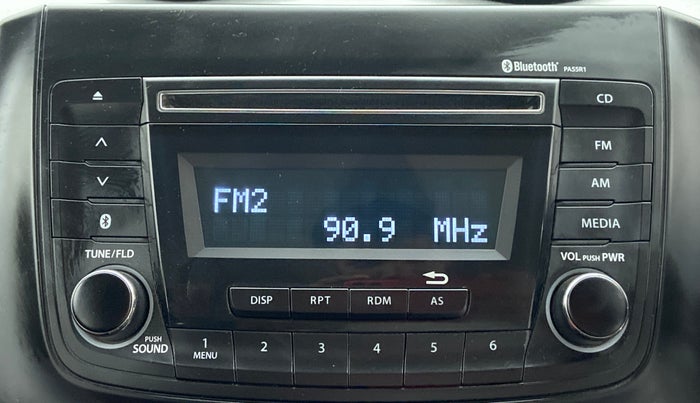 Bluetooth PA55R1
CD
FM
AM
MEDIA
FM2
90.9 MHz
TUNE/FLD
VOL PUSH PWR
DISP RPT RDM AS
PUSH
SOUND
1 2 3 4 5 6
MENU